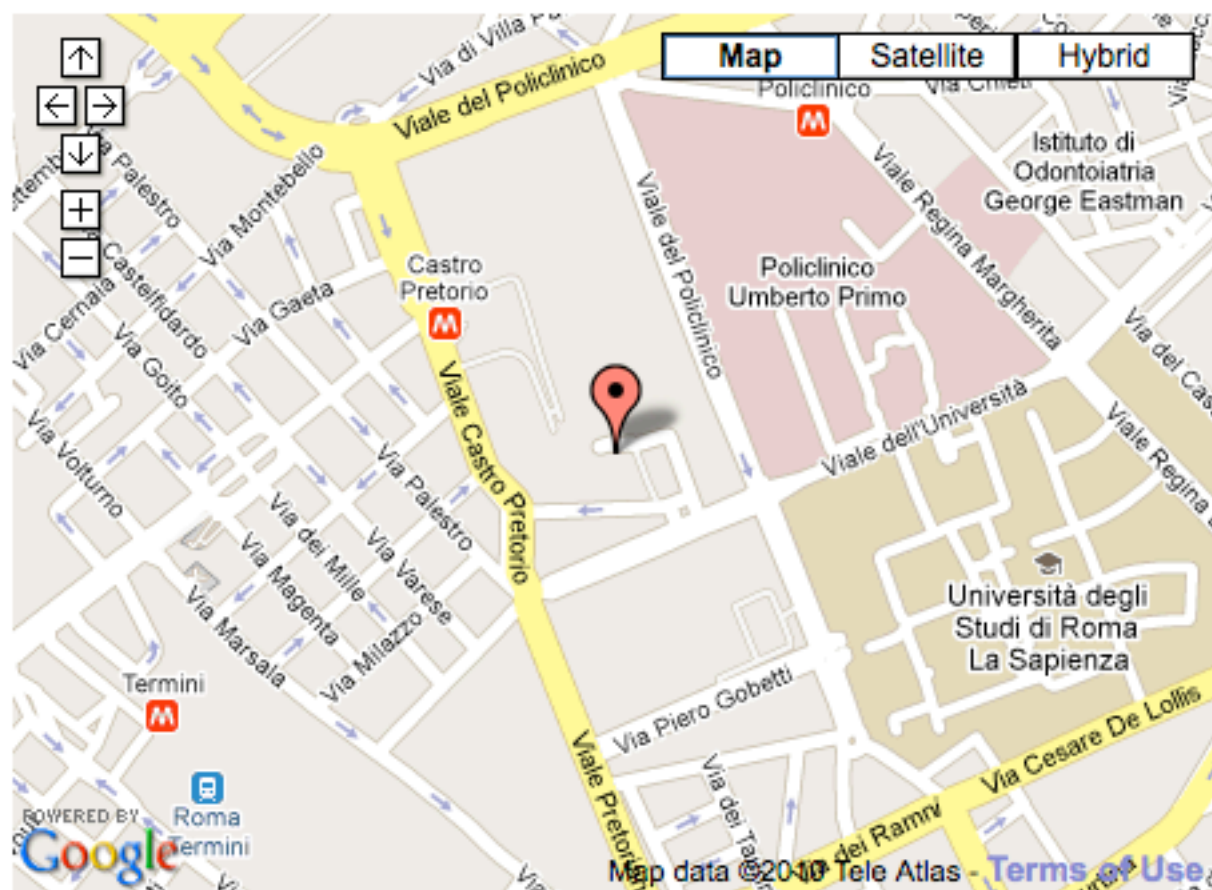 Map
Satellite
Hybrid
Via di Villa
Viale del Policlinico
Policlinico
Via Chieti
Istituto di
Odontoiatria
George Eastman
Via Palestro
Via Montebello
Viale del Policlinico
Viale Regina Margherita
Castelfidardo
Castro
Pretorio
Policlinico
Umberto Primo
Via Cernaia
Via Gaeta
Via Goito
Via Volturno
Viale Castro Pretorio
Viale dell'Università
Viale Regina
Via del
Via Palestro
Via dei Mille
Via Varese
Via Magenta
Via Milazzo
Via Marsala
Università degli
Studi di Roma
La Sapienza
Termini
Via Piero Gobetti
Via Cesare De Lollis
Viale
Via dei
dei
Roma
Termini
POWERED BY
Google
Map data ©2010 Tele Atlas - Terms of Use